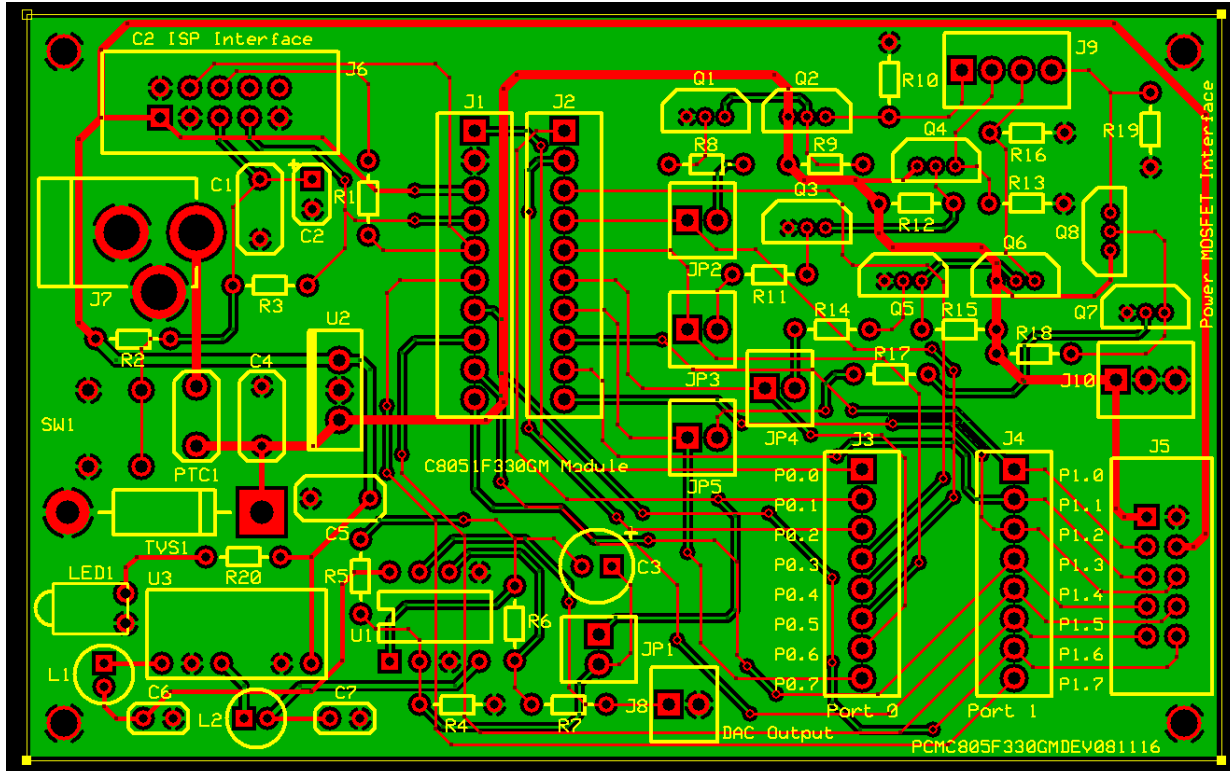 C2 ISP Interface
J6
J9
Q1
Q2
R10
J1
J2
Q4
R19
R16
R8
R9
C1
R1
Q3
R13
C2
R12
Q8
Power MOSFET Interface
JP2
Q6
R11
J7
R3
U2
Q5
R14
R15
Q7
R2
R18
C4
R17
JP3
J10
SW1
JP4
J3
J4
J5
C8051F330GM Module
PTC1
JP5
P0.0
P1.0
P0.1
P1.1
P0.2
P1.2
C5
TVS1
P0.3
P1.3
LED1
U3
R20
R5
C3
P0.4
P1.4
U1
R6
P0.5
P1.5
JP1
P0.6
P1.6
L1
P0.7
P1.7
C6
L2
C7
R4
R7
J8
Port 0
Port 1
DAC Output
PCMC805F330GMDEV081116